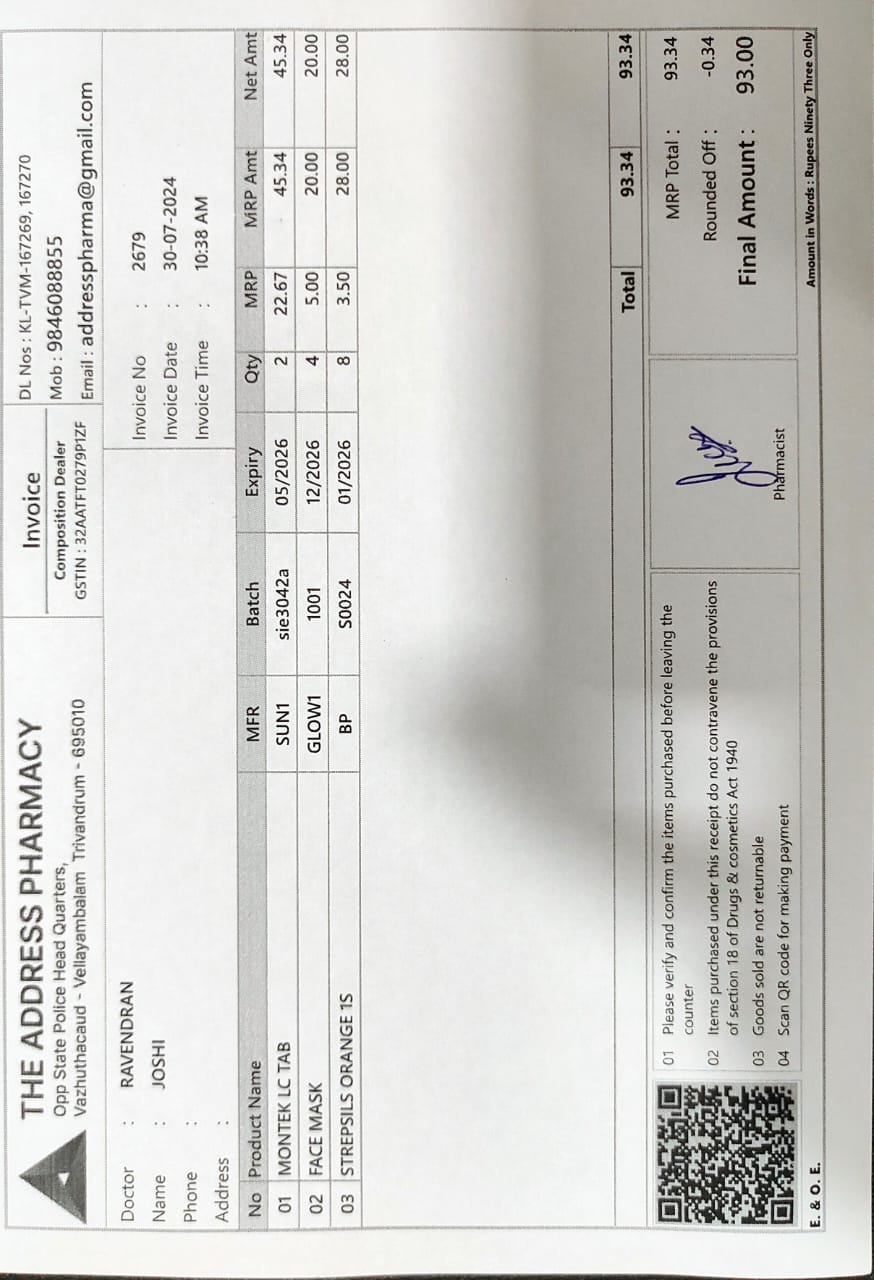 THE ADDRESS PHARMACY
Opp State Police Head Quarters,
Vazhuthacaud - Vellayambalam Trivandrum - 695010
Invoice
Composition Dealer
GSTIN : 32AATFT0279P1ZF
DL Nos : KL-TVM-167269, 167270
Mob : 9846088855
Email : addresspharma@gmail.com
Doctor : RAVENDRAN
Name : JOSHI
Phone :
Address :
Invoice No : 2679
Invoice Date : 30-07-2024
Invoice Time : 10:38 AM
No Product Name MFR Batch Expiry Qty MRP MRP Amt Net Amt
01 MONTEK LC TAB SUN1 sie3042a 05/2026 2 22.67 45.34 45.34
02 FACE MASK GLOW1 1001 12/2026 4 5.00 20.00 20.00
03 STREPSILS ORANGE 1S BP S0024 01/2026 8 3.50 28.00 28.00
Total 93.34 93.34
01 Please verify and confirm the items purchased before leaving the
counter
02 Items purchased under this receipt do not contravene the provisions
of section 18 of Drugs & cosmetics Act 1940
03 Goods sold are not returnable
04 Scan QR code for making payment
Pharmacist
MRP Total : 93.34
Rounded Off : -0.34
Final Amount : 93.00
E. & O. E.
Amount in Words : Rupees Ninety Three Only